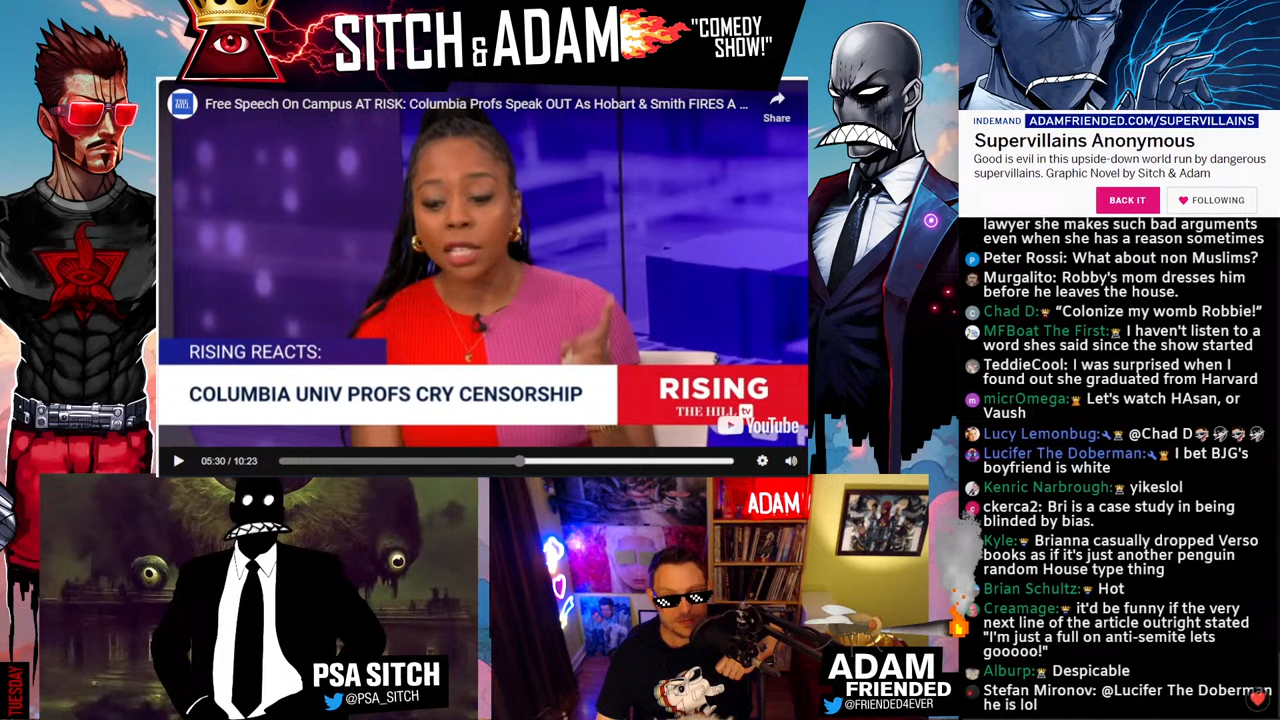 SITCH & ADAM
"COMEDY
SHOW!"
THE HILL
Free Speech On Campus AT RISK: Columbia Profs Speak OUT As Hobart & Smith FIRES A ...
Share
RISING REACTS:
COLUMBIA UNIV PROFS CRY CENSORSHIP
RISING
THE HILL tv
YouTube
05:30 / 10:23
TUESDAY
PSA SITCH
@PSA_SITCH
ADAM
ADAM
FRIENDED
@FRIENDED4EVER
INDEMAND ADAMFRIENDED.COM/SUPERVILLAINS
Supervillains Anonymous
Good is evil in this upside-down world run by dangerous
supervillains. Graphic Novel by Sitch & Adam
BACK IT
FOLLOWING
lawyer she makes such bad arguments
even when she has a reason sometimes
Peter Rossi: What about non Muslims?
Murgalito: Robby's mom dresses him
before he leaves the house.
Chad D: “Colonize my womb Robbie!”
MFBoat The First: I haven't listen to a
word shes said since the show started
TeddieCool: I was surprised when I
found out she graduated from Harvard
micrOmega: Let's watch HAsan, or
Vaush
Lucy Lemonbug: @Chad D
Lucifer The Doberman: I bet BJG's
boyfriend is white
Kenric Narbrough: yikeslol
ckerca2: Bri is a case study in being
blinded by bias.
Kyle: Brianna casually dropped Verso
books as if it's just another penguin
random House type thing
Brian Schultz: Hot
Creamage: it'd be funny if the very
next line of the article outright stated
"I'm just a full on anti-semite lets
gooooo!"
Alburp: Despicable
Stefan Mironov: @Lucifer The Doberman
he is lol